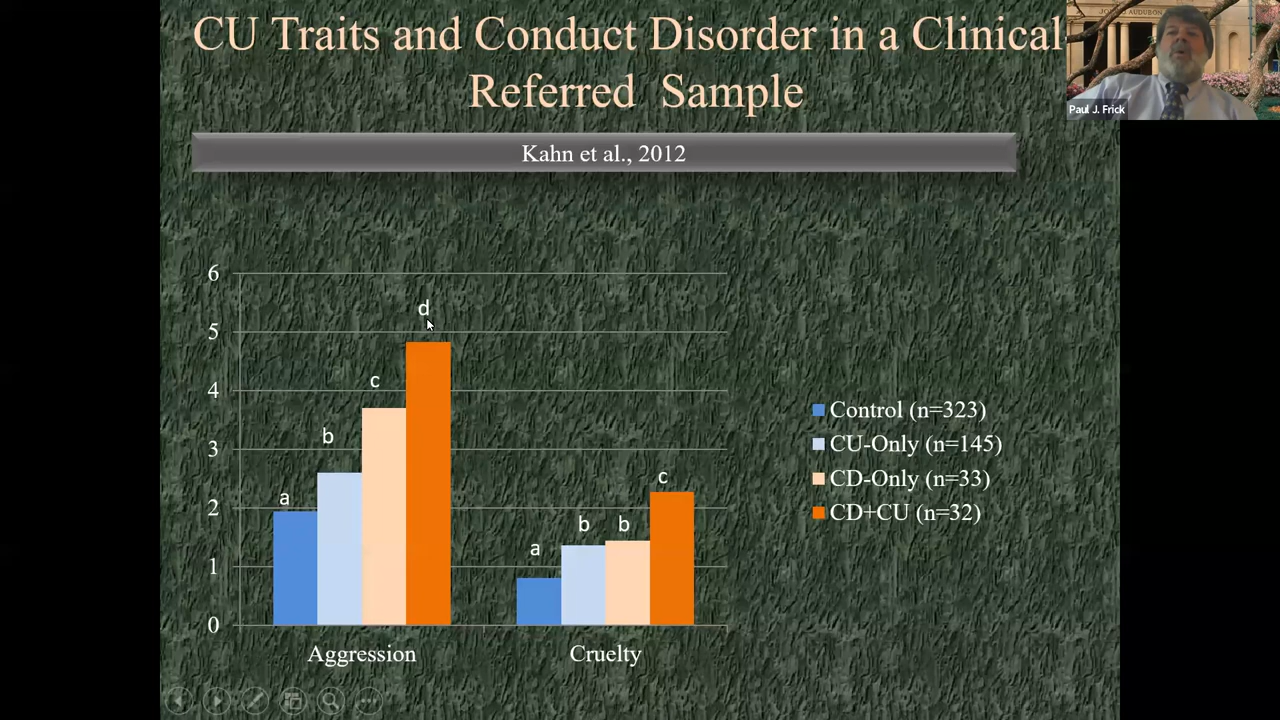 CU Traits and Conduct Disorder in a Clinical-
Referred Sample
Paul J. Frick
Kahn et al., 2012
6
5
4
3
2
1
0
a
b
c
d
a
b
b
c
Aggression
Cruelty
Control (n=323)
CU-Only (n=145)
CD-Only (n=33)
CD+CU (n=32)